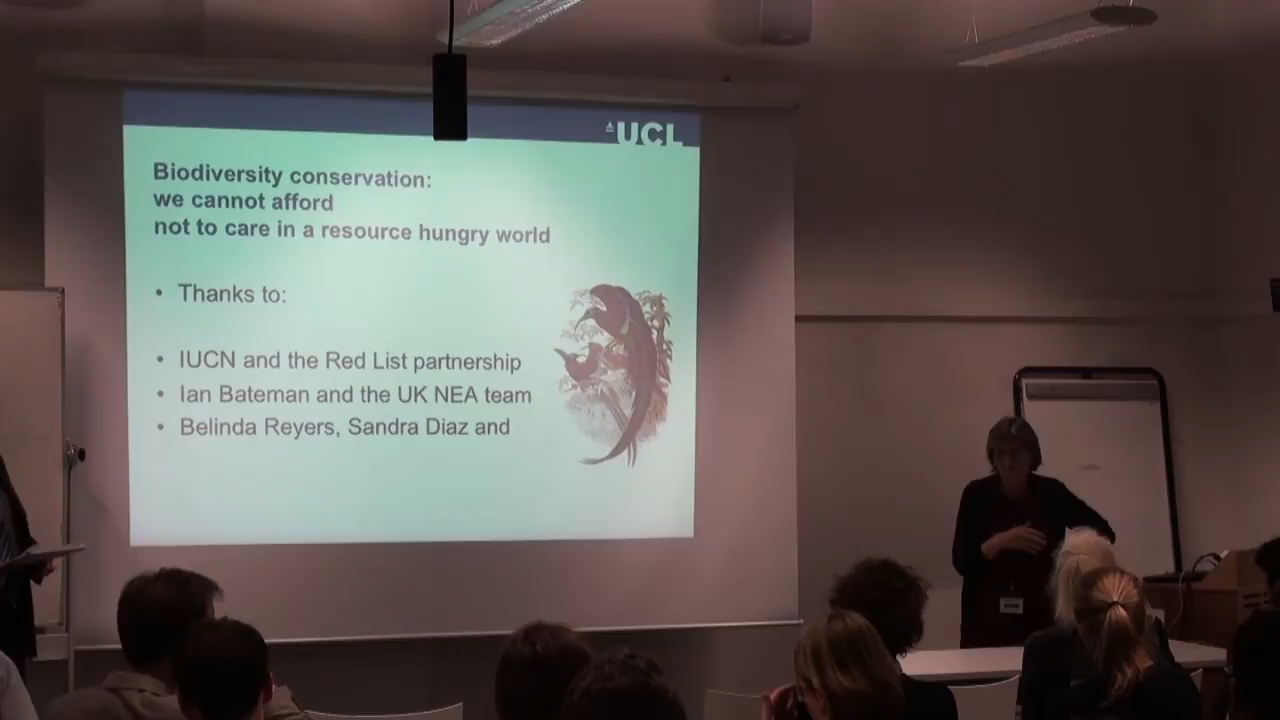 UCL
Biodiversity conservation:
we cannot afford
not to care in a resource hungry world
• Thanks to:
• IUCN and the Red List partnership
• Ian Bateman and the UK NEA team
• Belinda Reyers, Sandra Diaz and